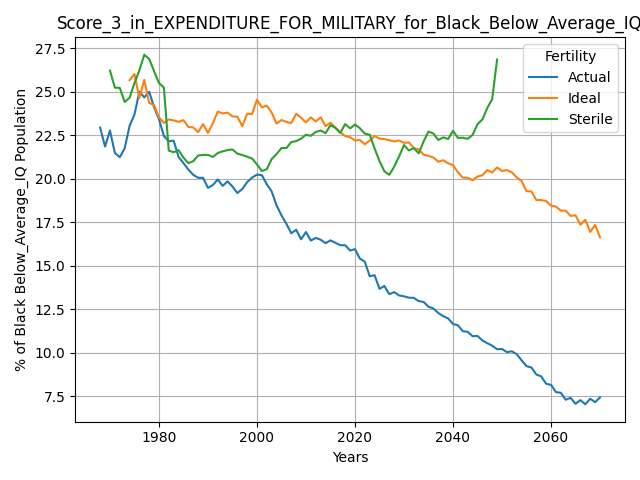 Score_3_in_EXPENDITURE_FOR_MILITARY_for_Black_Below_Average_IQ
27.5
25.0
22.5
20.0
17.5
15.0
12.5
10.0
7.5
% of Black Below_Average_IQ Population
Fertility
Actual
Ideal
Sterile
1980
2000
2020
2040
2060
Years